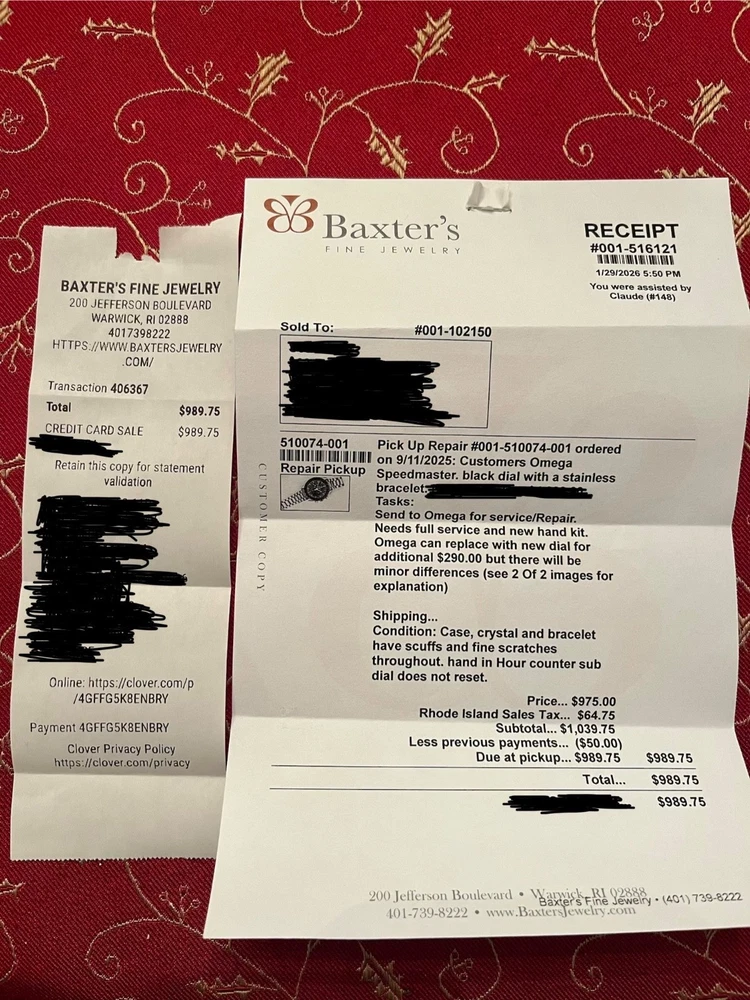 BAXTER'S FINE JEWELRY
200 JEFFERSON BOULEVARD
WARWICK, RI 02888
4017398222
HTTPS://WWW.BAXTERSJEWELRY
.COM/
Transaction 406367
Total $989.75
CREDIT CARD SALE $989.75
Retain this copy for statement
validation
Online: https://clover.com/p
/4GFFG5K8ENBRY
Payment 4GFFG5K8ENBRY
Clover Privacy Policy
https://clover.com/privacy
Baxter's
FINE JEWELRY
RECEIPT
#001-516121
1/29/2026 5:50 PM
You were assisted by
Claude (#148)
Sold To: #001-102150
510074-001
Repair Pickup
CUSTOMER COPY
Pick Up Repair #001-510074-001 ordered
on 9/11/2025: Customers Omega
Speedmaster. black dial with a stainless
bracelet
Tasks:
Send to Omega for service/Repair.
Needs full service and new hand kit.
Omega can replace with new dial for
additional $290.00 but there will be
minor differences (see 2 Of 2 images for
explanation)
Shipping...
Condition: Case, crystal and bracelet
have scuffs and fine scratches
throughout. hand in Hour counter sub
dial does not reset.
Price... $975.00
Rhode Island Sales Tax... $64.75
Subtotal... $1,039.75
Less previous payments... ($50.00)
Due at pickup... $989.75 $989.75
Total... $989.75
$989.75
200 Jefferson Boulevard • Warwick, RI 02888
Baxter's Fine Jewelry • (401) 739-8222
401-739-8222 • www.BaxtersJewelry.com